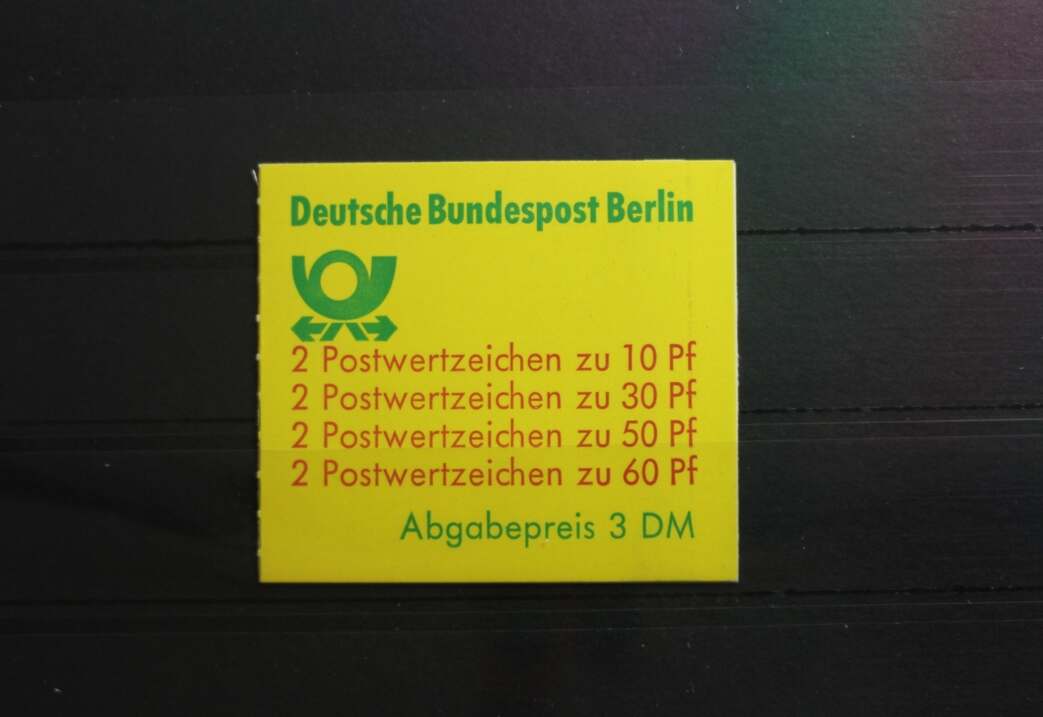 Deutsche Bundespost Berlin
2 Postwertzeichen zu 10 Pf
2 Postwertzeichen zu 30 Pf
2 Postwertzeichen zu 50 Pf
2 Postwertzeichen zu 60 Pf
Abgabepreis 3 DM